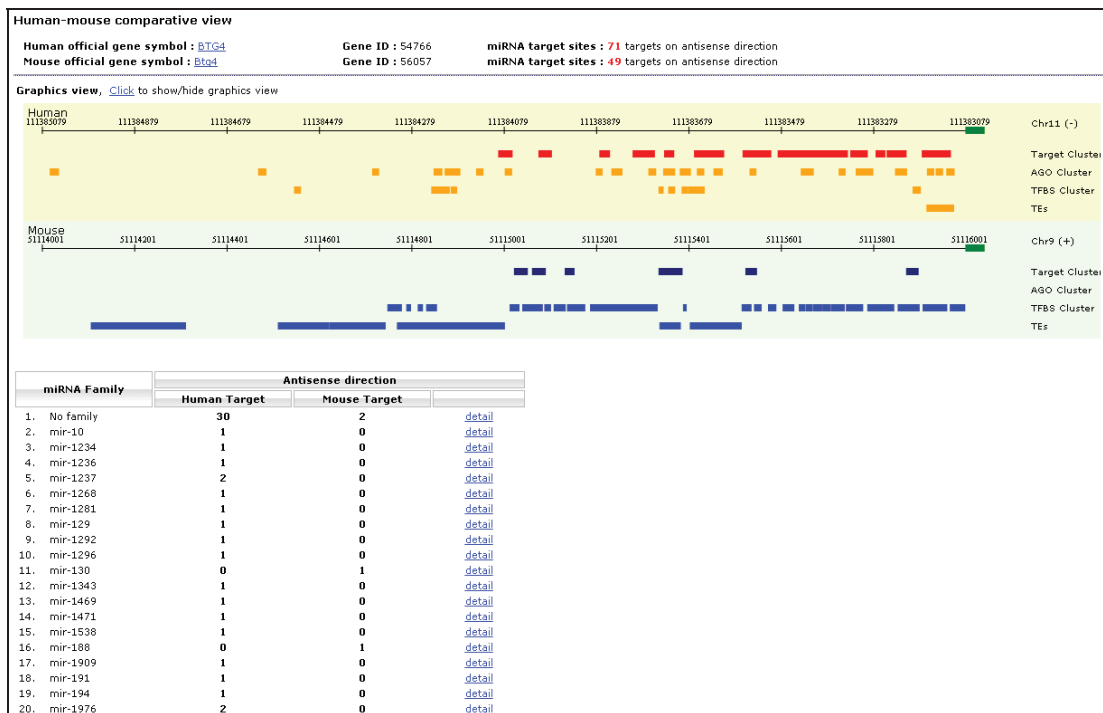 Human-mouse comparative view
Human official gene symbol : BTG4 Gene ID : 54766 miRNA target sites : 71 targets on antisense direction
Mouse official gene symbol : Btg4 Gene ID : 56057 miRNA target sites : 49 targets on antisense direction
Graphics view, Click to show/hide graphics view
Human
111385079 111384879 111384679 111384479 111384279 111384079 111383879 111383679 111383479 111383279 111383079 Chr11 (-)
Target Cluster
AGO Cluster
TFBS Cluster
TEs
Mouse
51114001 51114201 51114401 51114601 51114801 51115001 51115201 51115401 51115601 51115801 51116001 Chr9 (+)
Target Cluster
AGO Cluster
TFBS Cluster
TEs
miRNA Family Antisense direction
Human Target Mouse Target
1. No family 30 2 detail
2. mir-10 1 0 detail
3. mir-1234 1 0 detail
4. mir-1236 1 0 detail
5. mir-1237 2 0 detail
6. mir-1268 1 0 detail
7. mir-1281 1 0 detail
8. mir-129 1 0 detail
9. mir-1292 1 0 detail
10. mir-1296 1 0 detail
11. mir-130 0 1 detail
12. mir-1343 1 0 detail
13. mir-1469 1 0 detail
14. mir-1471 1 0 detail
15. mir-1538 1 0 detail
16. mir-188 0 1 detail
17. mir-1909 1 0 detail
18. mir-191 1 0 detail
19. mir-194 1 0 detail
20. mir-1976 2 0 detail